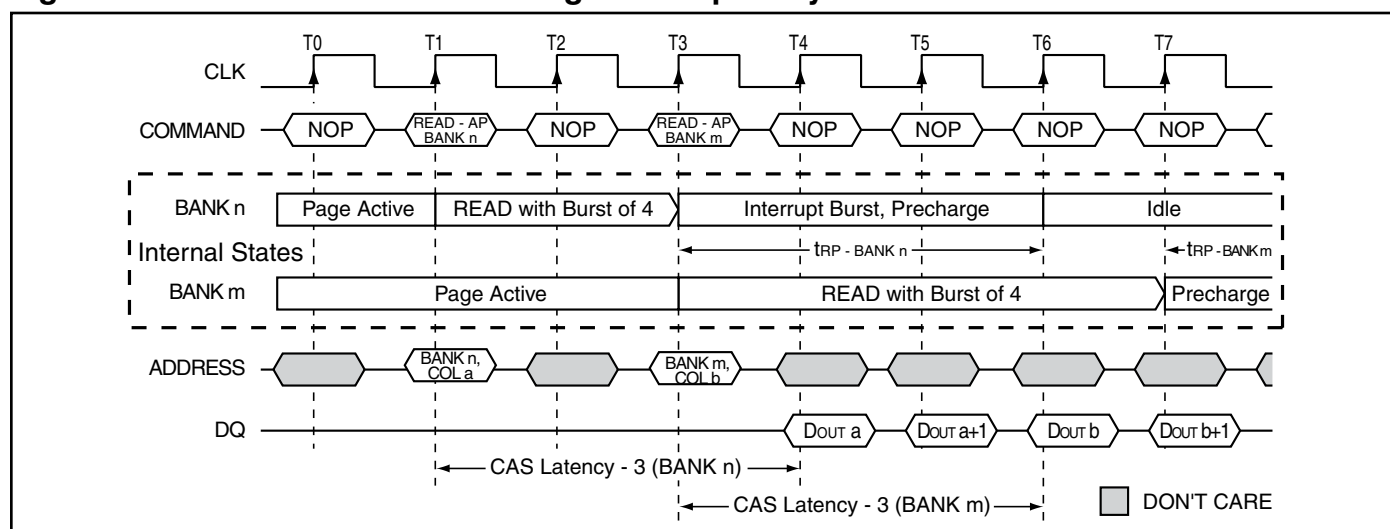 T0 T1 T2 T3 T4 T5 T6 T7
CLK
COMMAND NOP READ - AP BANK n NOP READ - AP BANK m NOP NOP NOP NOP
BANK n Page Active READ with Burst of 4 Interrupt Burst, Precharge Idle
Internal States tRP - BANK n tRP - BANK m
BANK m Page Active READ with Burst of 4 Precharge
ADDRESS BANK n, COL a BANK m, COL b
DQ DOUT a DOUT a+1 DOUT b DOUT b+1
CAS Latency - 3 (BANK n)
CAS Latency - 3 (BANK m) DON'T CARE